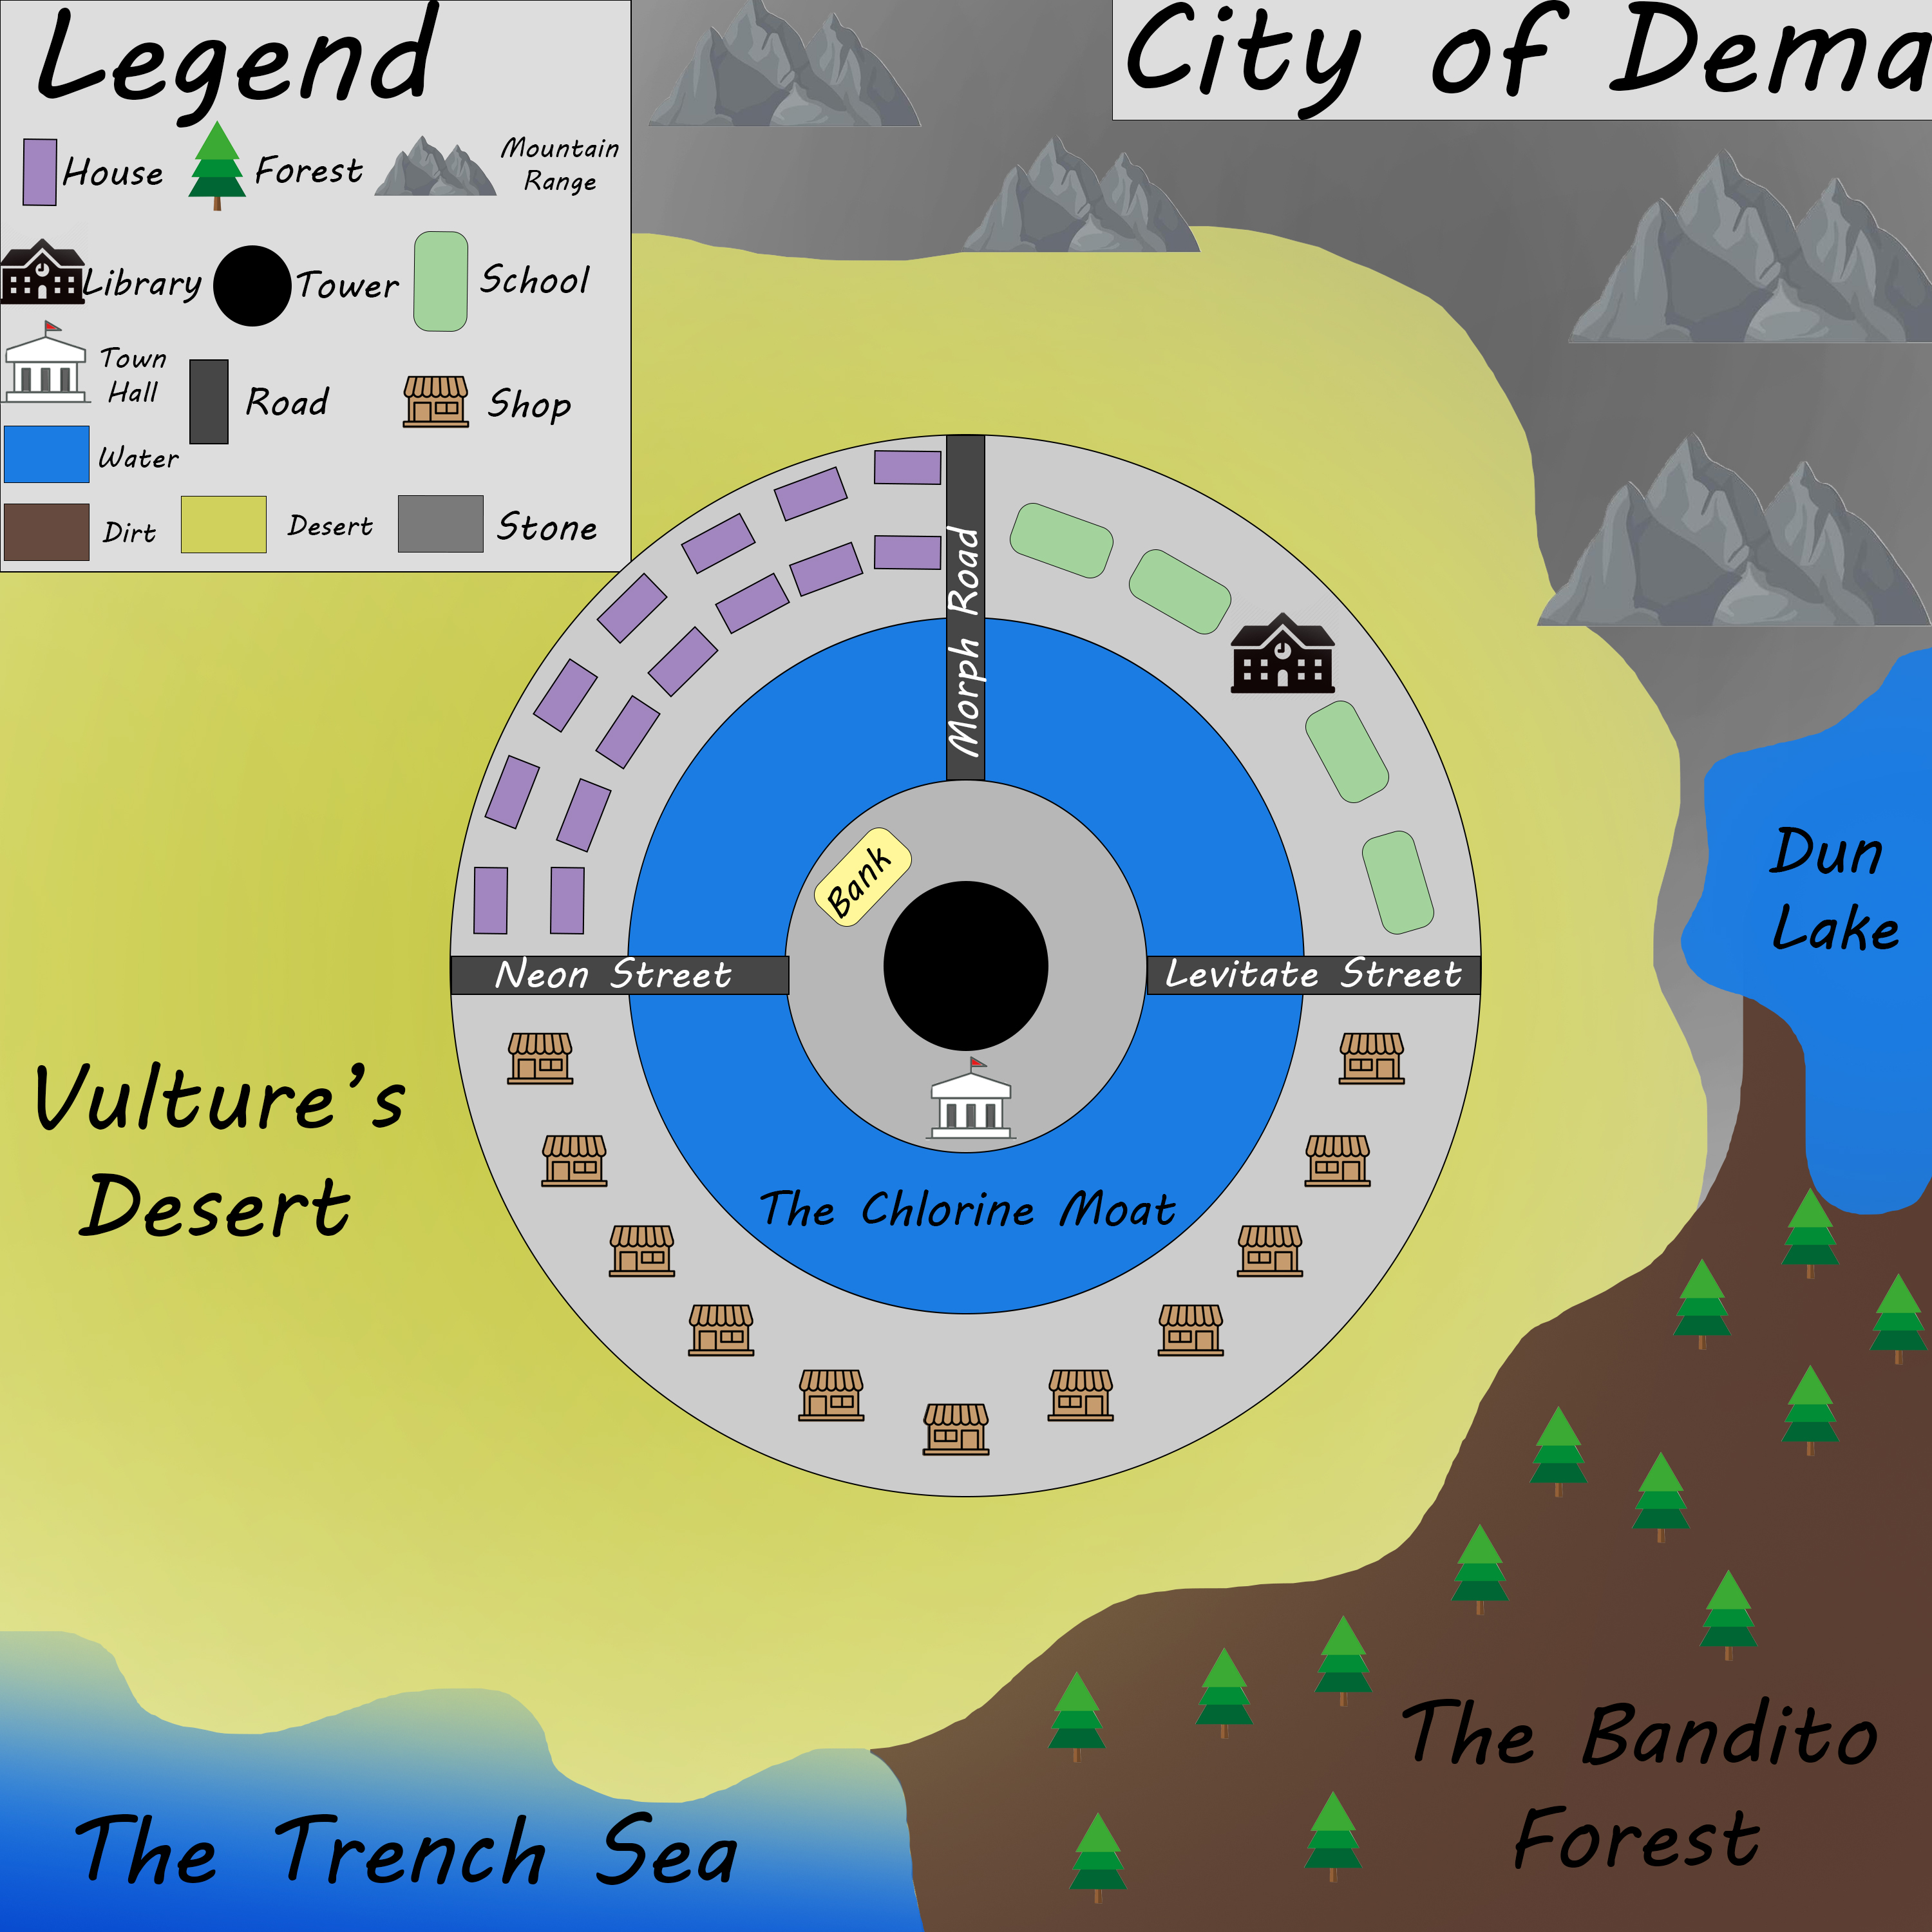 Legend
City of Dema
House
Forest
Mountain
Range
Library
Tower
School
Town
Hall
Road
Shop
Water
Dirt
Desert
Stone
Morph Road
Bank
Neon Street
Levitate Street
Dun
Lake
Vulture's
Desert
The Chlorine Moat
The Bandito
Forest
The Trench Sea